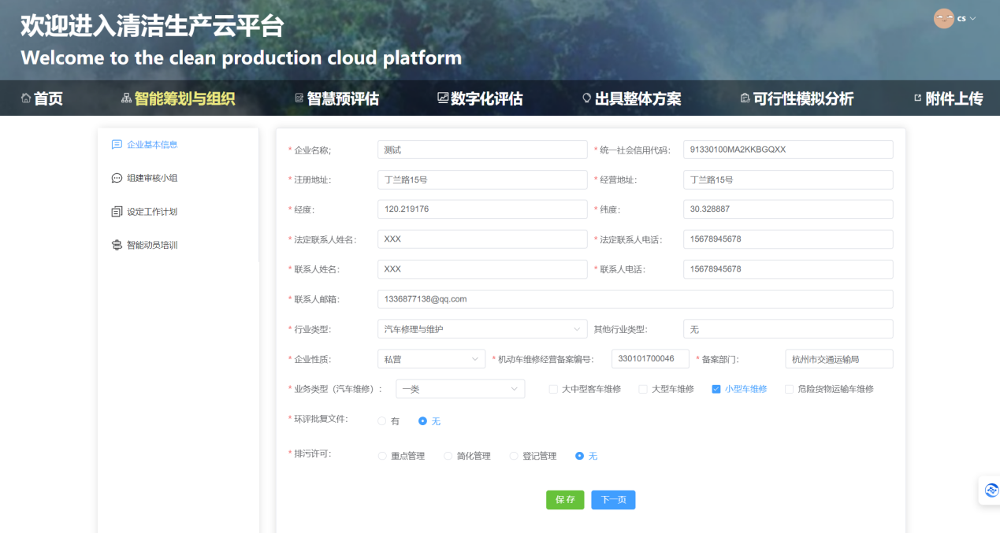 欢迎进入清洁生产云平台
Welcome to the clean production cloud platform
cs
首页 智能筹划与组织 智慧预评估 数字化评估 出具整体方案 可行性模拟分析 附件上传
企业基本信息
组建审核小组
设定工作计划
智能动员培训
* 企业名称; 测试 * 统一社会信用代码: 91330100MA2KKBGQXX
* 注册地址: 丁兰路15号 * 经营地址: 丁兰路15号
* 经度: 120.219176 * 纬度: 30.328887
* 法定联系人姓名: XXX * 法定联系人电话: 15678945678
* 联系人姓名: XXX * 联系人电话: 15678945678
* 联系人邮箱: 1336877138@qq.com
* 行业类型: 汽车修理与维护 其他行业类型: 无
* 企业性质: 私营 * 机动车维修经营备案编号: 330101700046 * 备案部门: 杭州市交通运输局
* 业务类型（汽车维修）: 一类 大中型客车维修 大型车维修 小型车维修 危险货物运输车维修
* 环评批复文件: 有 无
* 排污许可: 重点管理 简化管理 登记管理 无
保存 下一页